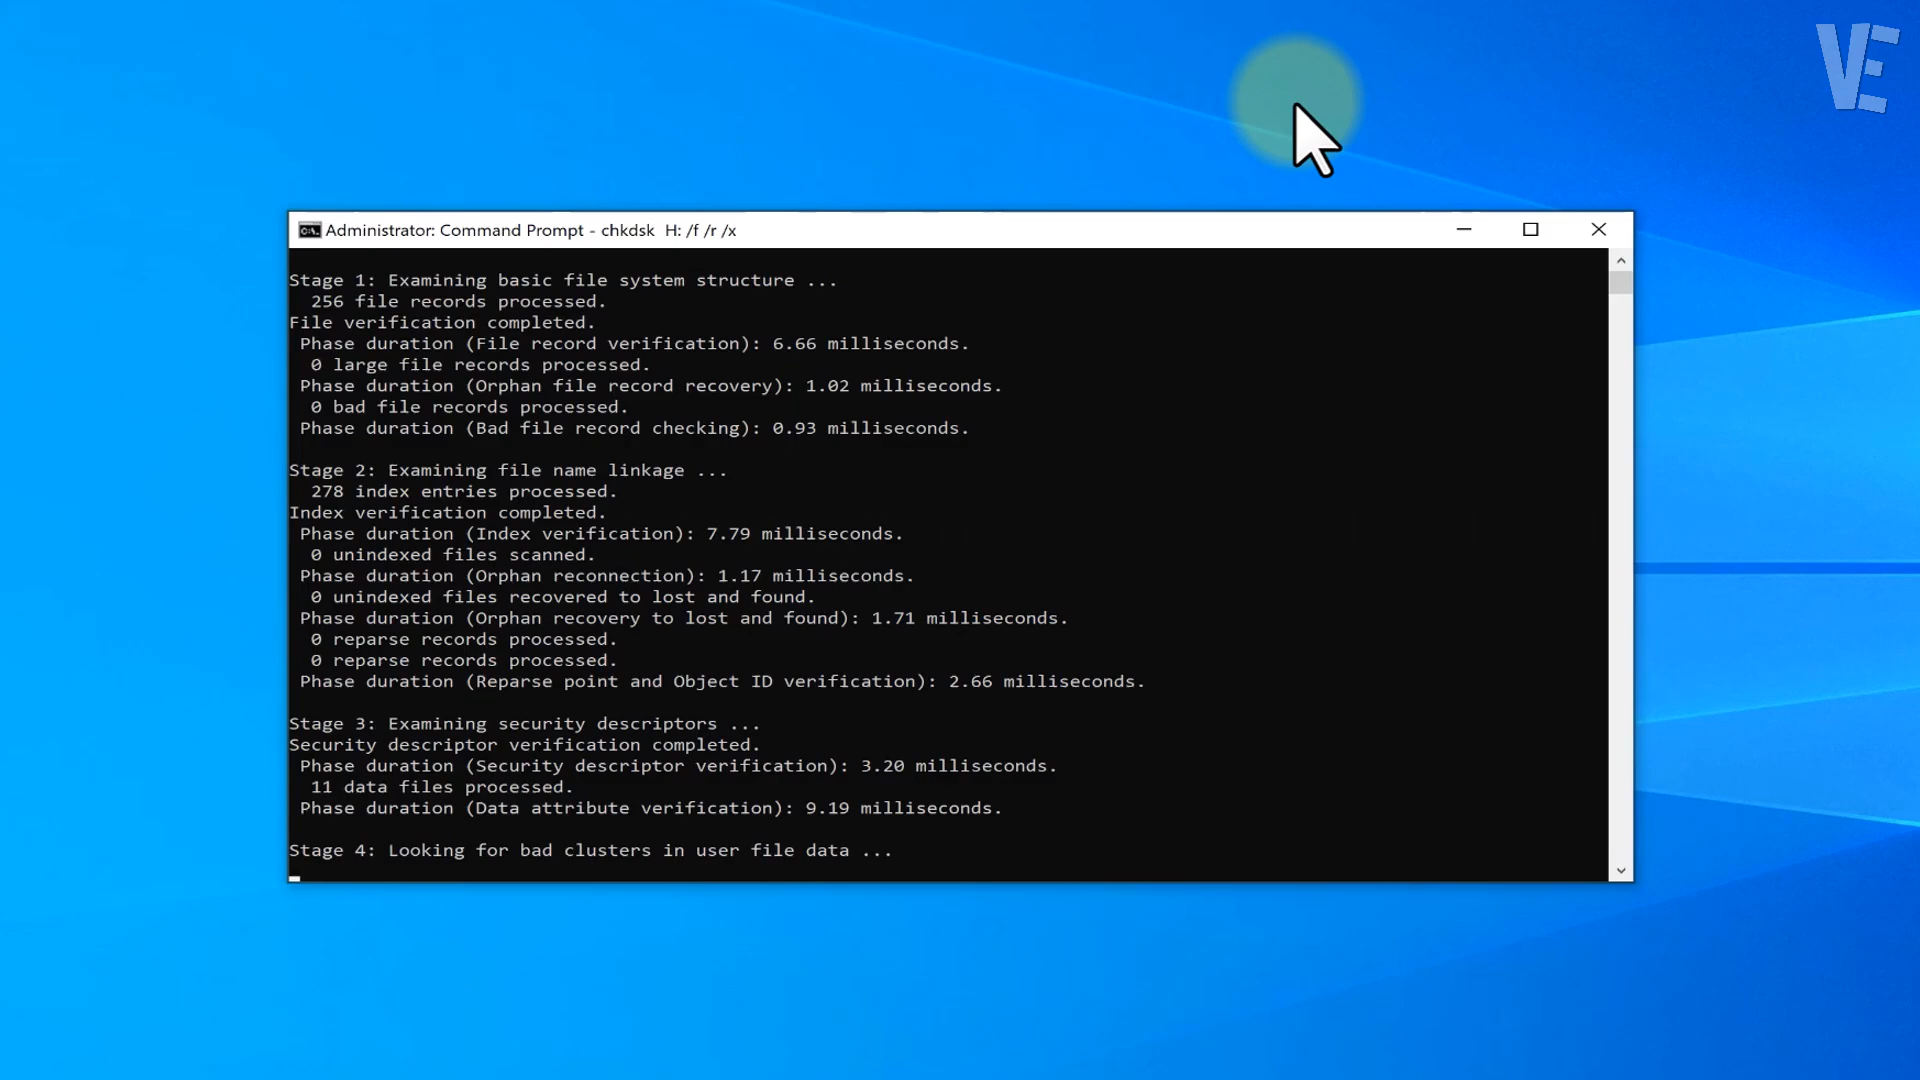 VE
Administrator: Command Prompt - chkdsk  H: /f /r /x
Stage 1: Examining basic file system structure ...
256 file records processed.
File verification completed.
Phase duration (File record verification): 6.66 milliseconds.
0 large file records processed.
Phase duration (Orphan file record recovery): 1.02 milliseconds.
0 bad file records processed.
Phase duration (Bad file record checking): 0.93 milliseconds.
Stage 2: Examining file name linkage ...
278 index entries processed.
Index verification completed.
Phase duration (Index verification): 7.79 milliseconds.
0 unindexed files scanned.
Phase duration (Orphan reconnection): 1.17 milliseconds.
0 unindexed files recovered to lost and found.
Phase duration (Orphan recovery to lost and found): 1.71 milliseconds.
0 reparse records processed.
0 reparse records processed.
Phase duration (Reparse point and Object ID verification): 2.66 milliseconds.
Stage 3: Examining security descriptors ...
Security descriptor verification completed.
Phase duration (Security descriptor verification): 3.20 milliseconds.
11 data files processed.
Phase duration (Data attribute verification): 9.19 milliseconds.
Stage 4: Looking for bad clusters in user file data ...